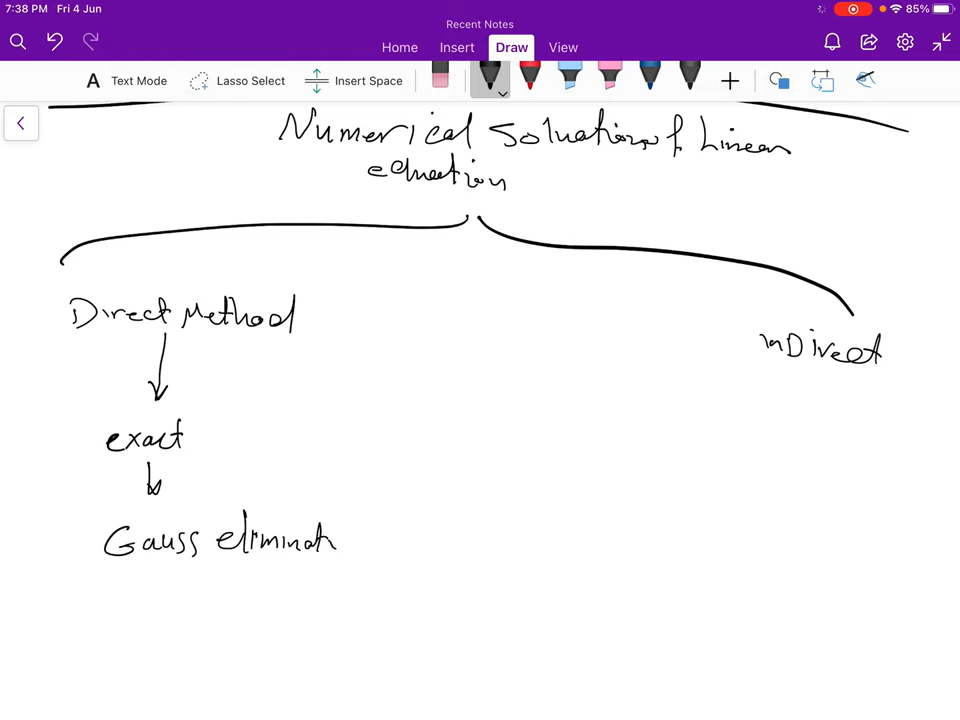 7:38 PM Fri 4 Jun 85%
Recent Notes
Home Insert Draw View
A Text Mode Lasso Select Insert Space
Numerical Solution of Linear
equation
Direct Method
inDirect
exact
Gauss eliminat